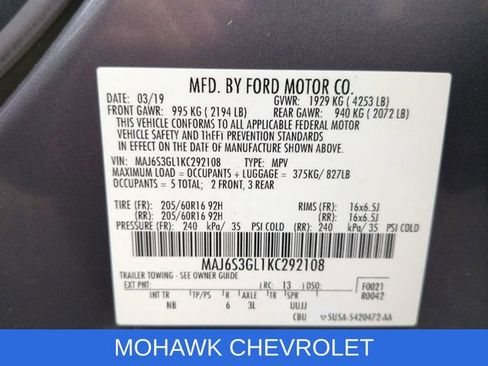 MFD. BY FORD MOTOR CO.
DATE: 03/19 GVWR: 1929 KG ( 4253 LB)
FRONT GAWR: 995 KG ( 2194 LB) REAR GAWR: 940 KG ( 2072 LB)
THIS VEHICLE CONFORMS TO ALL APPLICABLE FEDERAL MOTOR
VEHICLE SAFETY AND THEFT PREVENTION STANDARDS
IN EFFECT ON THE DATE OF MANUFACTURE SHOWN ABOVE.
VIN: MAJ6S3GL1KC292108 TYPE: MPV
MAXIMUM LOAD = OCCUPANTS + LUGGAGE = 375KG/ 827LB
OCCUPANTS = 5 TOTAL; 2 FRONT, 3 REAR
TIRE (FR): 205/60R16 92H RIMS (FR): 16x6.5J
(RR): 205/60R16 92H (RR): 16x6.5J
PRESSURE (FR): 240 kPa/ 35 PSI COLD (RR): 240 kPa/ 35 PSI COLD
MAJ6S3GL1KC292108
TRAILER TOWING - SEE OWNER GUIDE
EXT PNT: RC: 13 DSO: F0021
INT TR TP/PS R AXLE TR SPR R0042
NB 6 3L UUJJ
CBU SU5A-5420472-AA
MOHAWK CHEVROLET